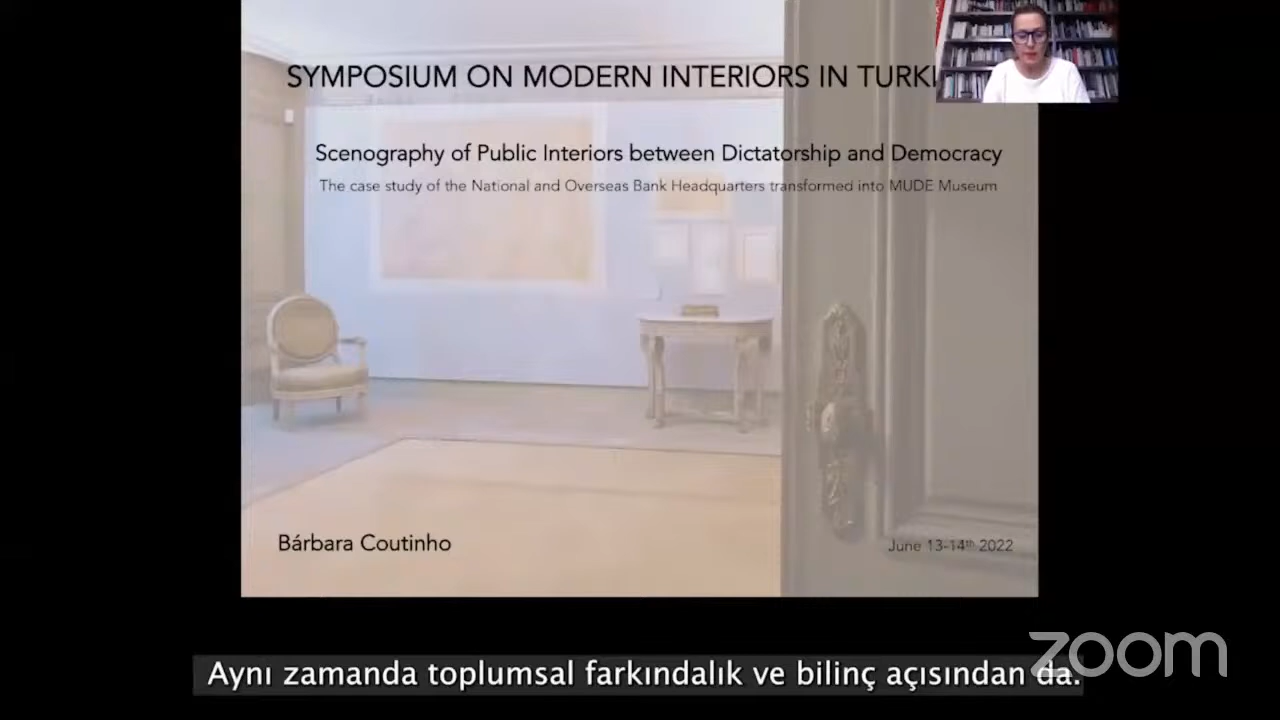 SYMPOSIUM ON MODERN INTERIORS IN TURKI
Scenography of Public Interiors between Dictatorship and Democracy
The case study of the National and Overseas Bank Headquarters transformed into MUDE Museum
Bárbara Coutinho
June 13-14th 2022
zoom
Aynı zamanda toplumsal farkındalık ve bilinç açısından da.